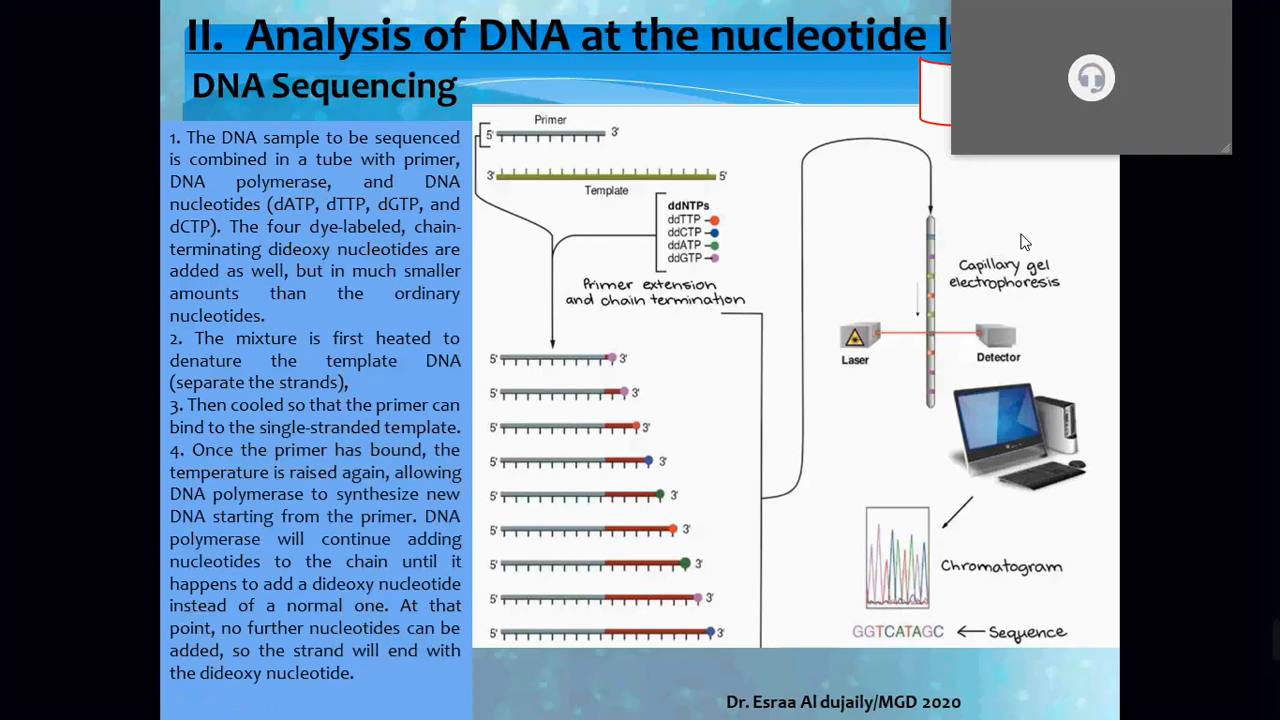 II. Analysis of DNA at the nucleotide
DNA Sequencing
1. The DNA sample to be sequenced
is combined in a tube with primer,
DNA polymerase, and DNA
nucleotides (dATP, dTTP, dGTP, and
dCTP). The four dye-labeled, chain-
terminating dideoxy nucleotides are
added as well, but in much smaller
amounts than the ordinary
nucleotides.
2. The mixture is first heated to
denature the template DNA
(separate the strands),
3. Then cooled so that the primer can
bind to the single-stranded template.
4. Once the primer has bound, the
temperature is raised again, allowing
DNA polymerase to synthesize new
DNA starting from the primer. DNA
polymerase will continue adding
nucleotides to the chain until it
happens to add a dideoxy nucleotide
instead of a normal one. At that
point, no further nucleotides can be
added, so the strand will end with
the dideoxy nucleotide.
Primer
5' 3'
3' 5'
Template
ddNTPs
ddTTP
ddCTP
ddATP
ddGTP
Primer extension
and chain termination
5' 3'
5' 3'
5' 3'
5' 3'
5' 3'
5' 3'
5' 3'
5' 3'
5' 3'
Capillary gel
electrophoresis
Laser
Detector
Chromatogram
GGTCATAGC
Sequence
Dr. Esraa Al dujaily/MGD 2020